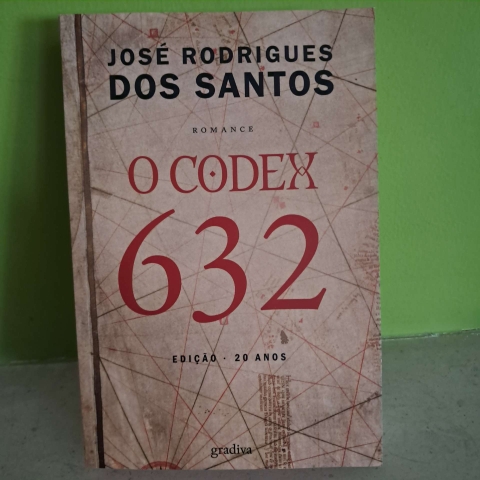 JOSÉ RODRIGUES
DOS SANTOS
ROMANCE
O CODEX
632
EDIÇÃO · 20 ANOS
gradiva